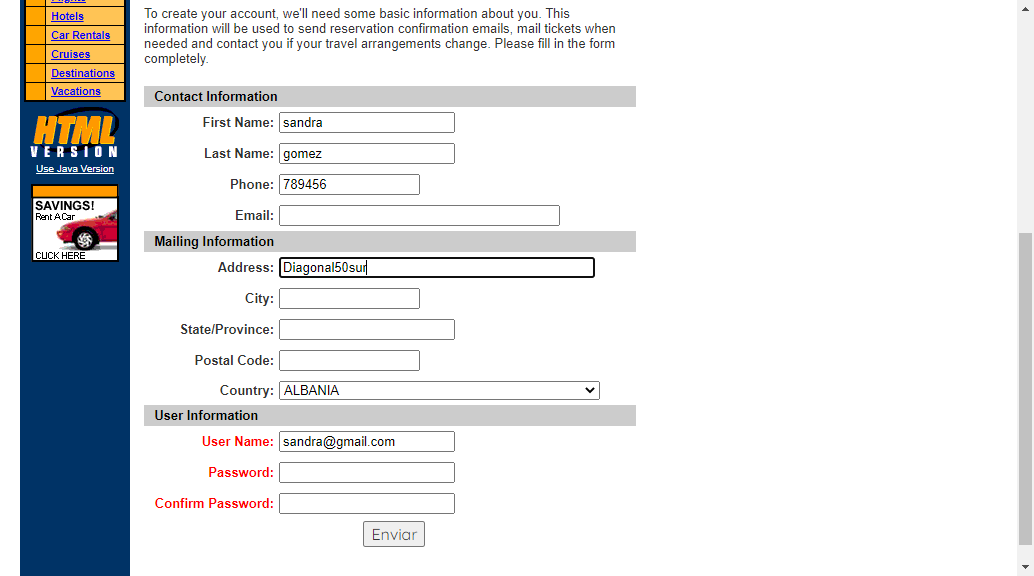 Flights
Hotels
Car Rentals
Cruises
Destinations
Vacations
HTML
VERSION
Use Java Version
SAVINGS!
Rent A Car
CLICK HERE
To create your account, we'll need some basic information about you. This
information will be used to send reservation confirmation emails, mail tickets when
needed and contact you if your travel arrangements change. Please fill in the form
completely.
Contact Information
First Name: sandra
Last Name: gomez
Phone: 789456
Email:
Mailing Information
Address: Diagonal50sur
City:
State/Province:
Postal Code:
Country: ALBANIA
User Information
User Name: sandra@gmail.com
Password:
Confirm Password:
Enviar